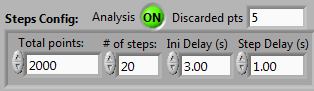 Steps Config: Analysis ON Discarded pts 5
Total points: # of steps: Ini Delay (s) Step Delay (s)
2000 20 3.00 1.00